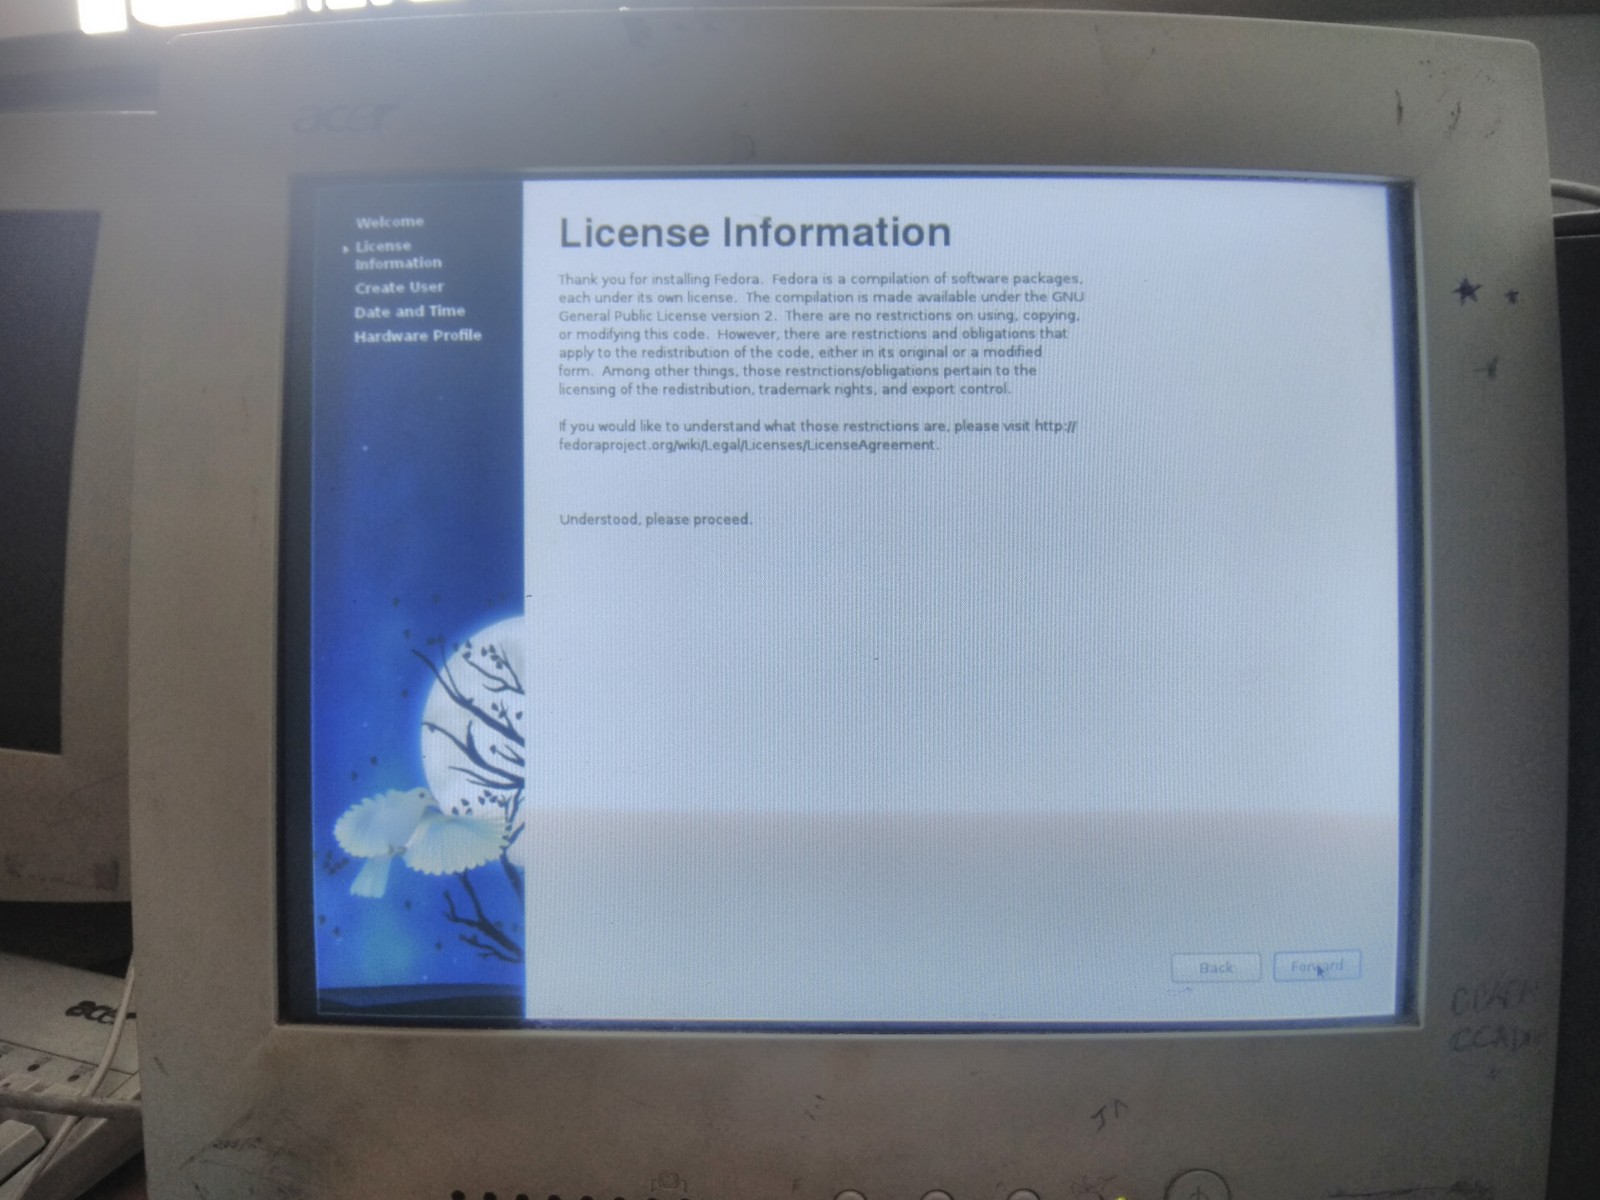 acer
Welcome
License
Information
Create User
Date and Time
Hardware Profile
License Information
Thank you for installing Fedora.  Fedora is a compilation of software packages,
each under its own license.  The compilation is made available under the GNU
General Public License version 2.  There are no restrictions on using, copying,
or modifying this code.  However, there are restrictions and obligations that
apply to the redistribution of the code, either in its original or a modified
form.  Among other things, those restrictions/obligations pertain to the
licensing of the redistribution, trademark rights, and export control.
If you would like to understand what those restrictions are, please visit http://
fedoraproject.org/wiki/Legal/Licenses/LicenseAgreement.
Understood, please proceed.
Back
Forward
acer